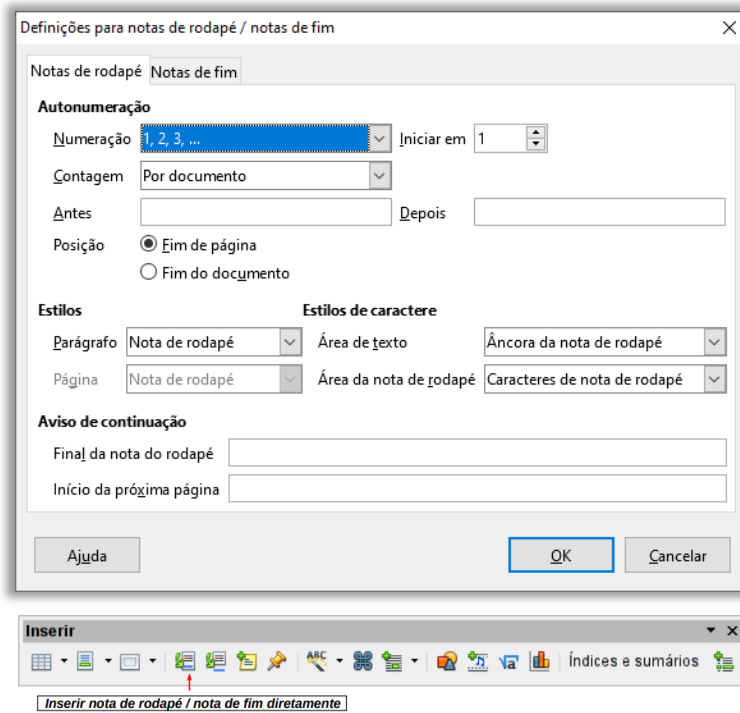 Definições para notas de rodapé / notas de fim
Notas de rodapé Notas de fim
Autonumeração
Numeração 1, 2, 3, ... Iniciar em 1
Contagem Por documento
Antes Depois
Posição Fim de página
Fim do documento
Estilos Estilos de caractere
Parágrafo Nota de rodapé Área de texto Âncora da nota de rodapé
Página Nota de rodapé Área da nota de rodapé Caracteres de nota de rodapé
Aviso de continuação
Final da nota do rodapé
Início da próxima página
Ajuda OK Cancelar
Inserir
ABC Índices e sumários
Inserir nota de rodapé / nota de fim diretamente